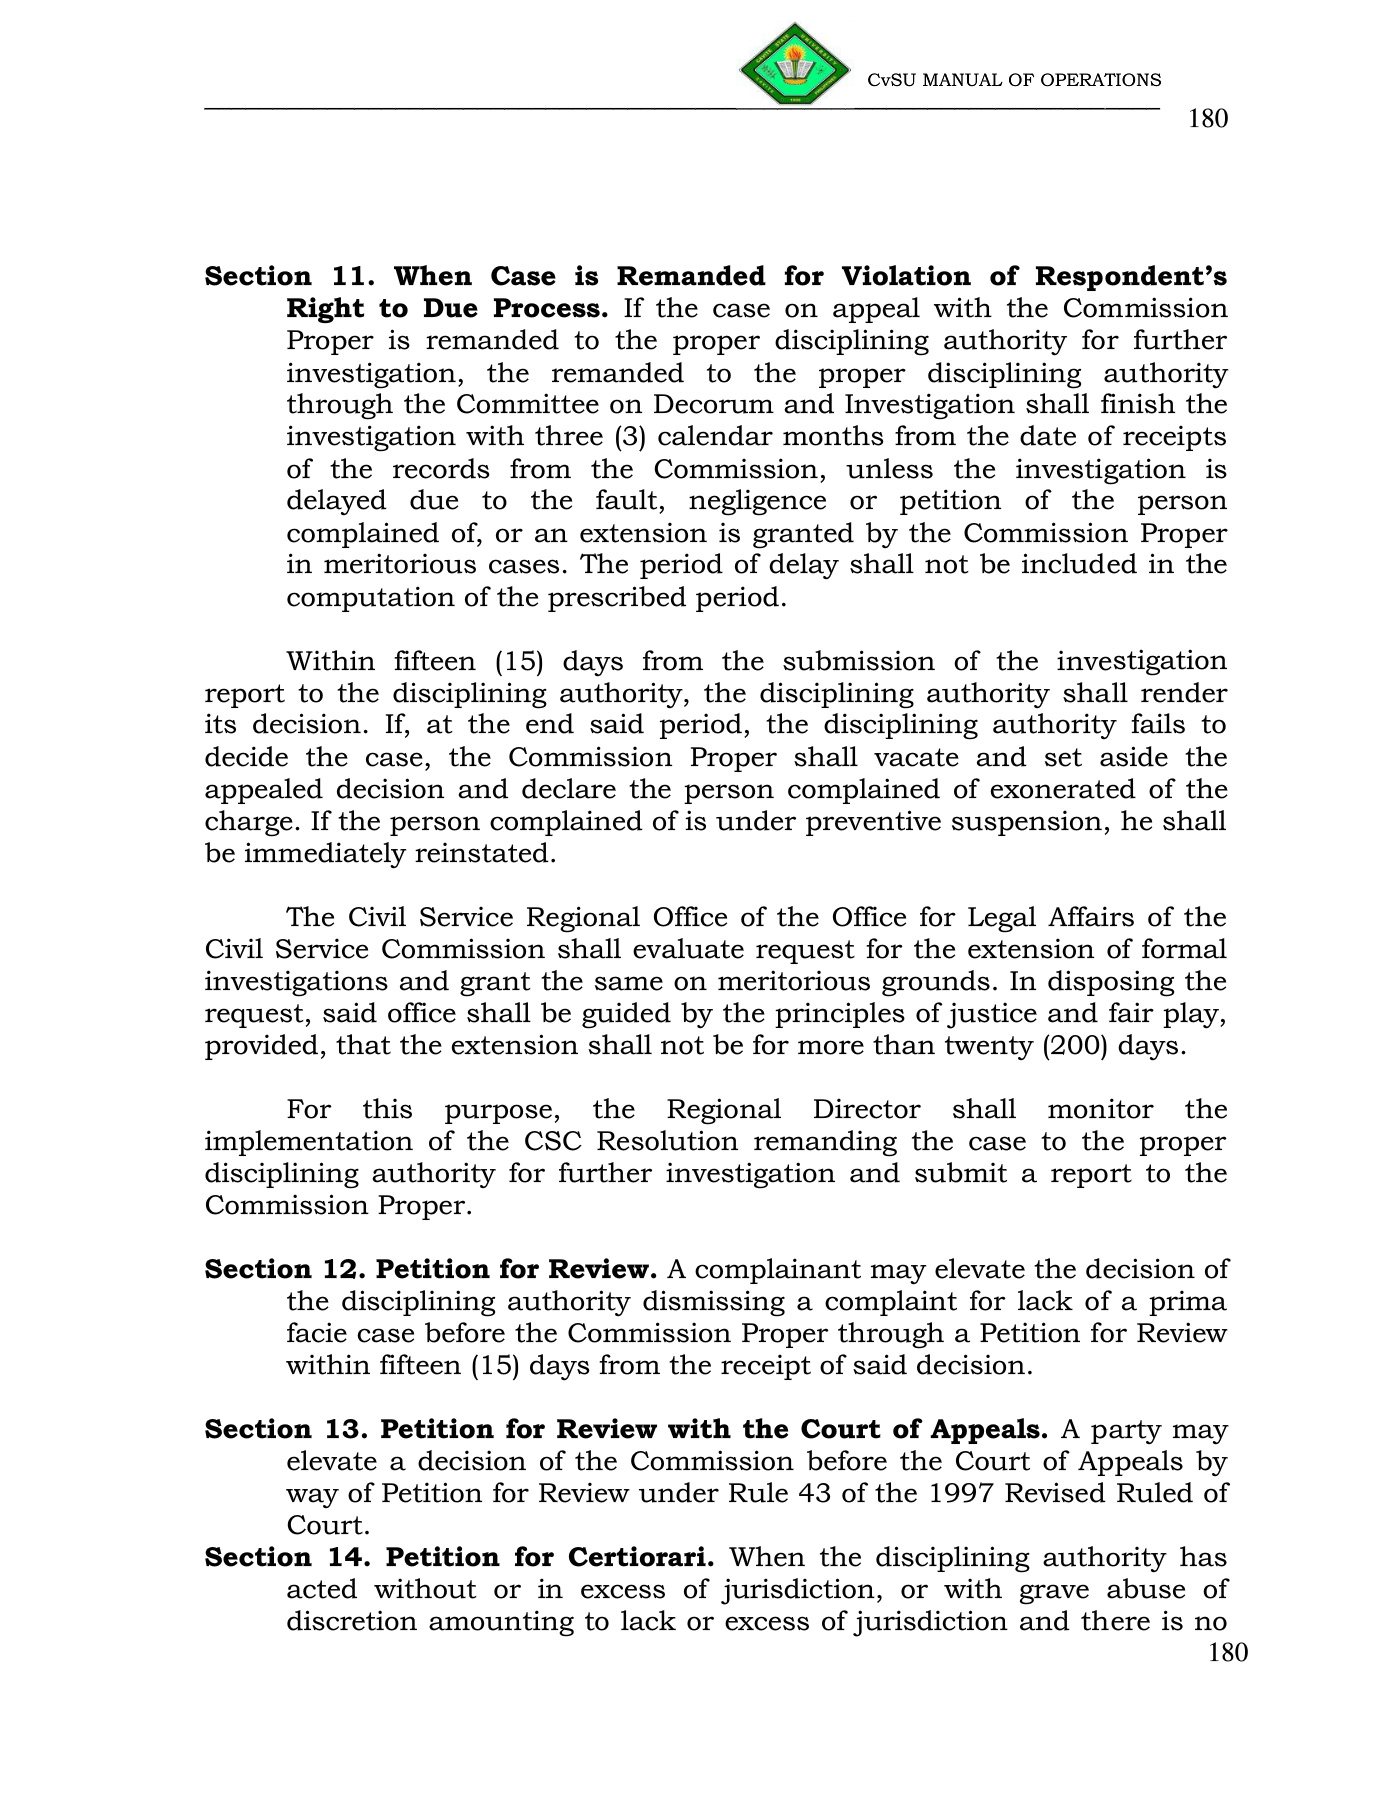 CvSU MANUAL OF OPERATIONS
180
Section 11. When Case is Remanded for Violation of Respondent’s
Right to Due Process. If the case on appeal with the Commission
Proper is remanded to the proper disciplining authority for further
investigation, the remanded to the proper disciplining authority
through the Committee on Decorum and Investigation shall finish the
investigation with three (3) calendar months from the date of receipts
of the records from the Commission, unless the investigation is
delayed due to the fault, negligence or petition of the person
complained of, or an extension is granted by the Commission Proper
in meritorious cases. The period of delay shall not be included in the
computation of the prescribed period.
Within fifteen (15) days from the submission of the investigation
report to the disciplining authority, the disciplining authority shall render
its decision. If, at the end said period, the disciplining authority fails to
decide the case, the Commission Proper shall vacate and set aside the
appealed decision and declare the person complained of exonerated of the
charge. If the person complained of is under preventive suspension, he shall
be immediately reinstated.
The Civil Service Regional Office of the Office for Legal Affairs of the
Civil Service Commission shall evaluate request for the extension of formal
investigations and grant the same on meritorious grounds. In disposing the
request, said office shall be guided by the principles of justice and fair play,
provided, that the extension shall not be for more than twenty (200) days.
For this purpose, the Regional Director shall monitor the
implementation of the CSC Resolution remanding the case to the proper
disciplining authority for further investigation and submit a report to the
Commission Proper.
Section 12. Petition for Review. A complainant may elevate the decision of
the disciplining authority dismissing a complaint for lack of a prima
facie case before the Commission Proper through a Petition for Review
within fifteen (15) days from the receipt of said decision.
Section 13. Petition for Review with the Court of Appeals. A party may
elevate a decision of the Commission before the Court of Appeals by
way of Petition for Review under Rule 43 of the 1997 Revised Ruled of
Court.
Section 14. Petition for Certiorari. When the disciplining authority has
acted without or in excess of jurisdiction, or with grave abuse of
discretion amounting to lack or excess of jurisdiction and there is no
180